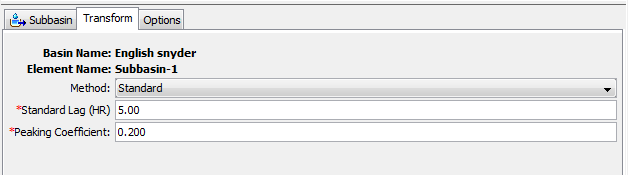 Subbasin Transform Options
Basin Name: English snyder
Element Name: Subbasin-1
Method: Standard
*Standard Lag (HR) 5.00
*Peaking Coefficient: 0.200